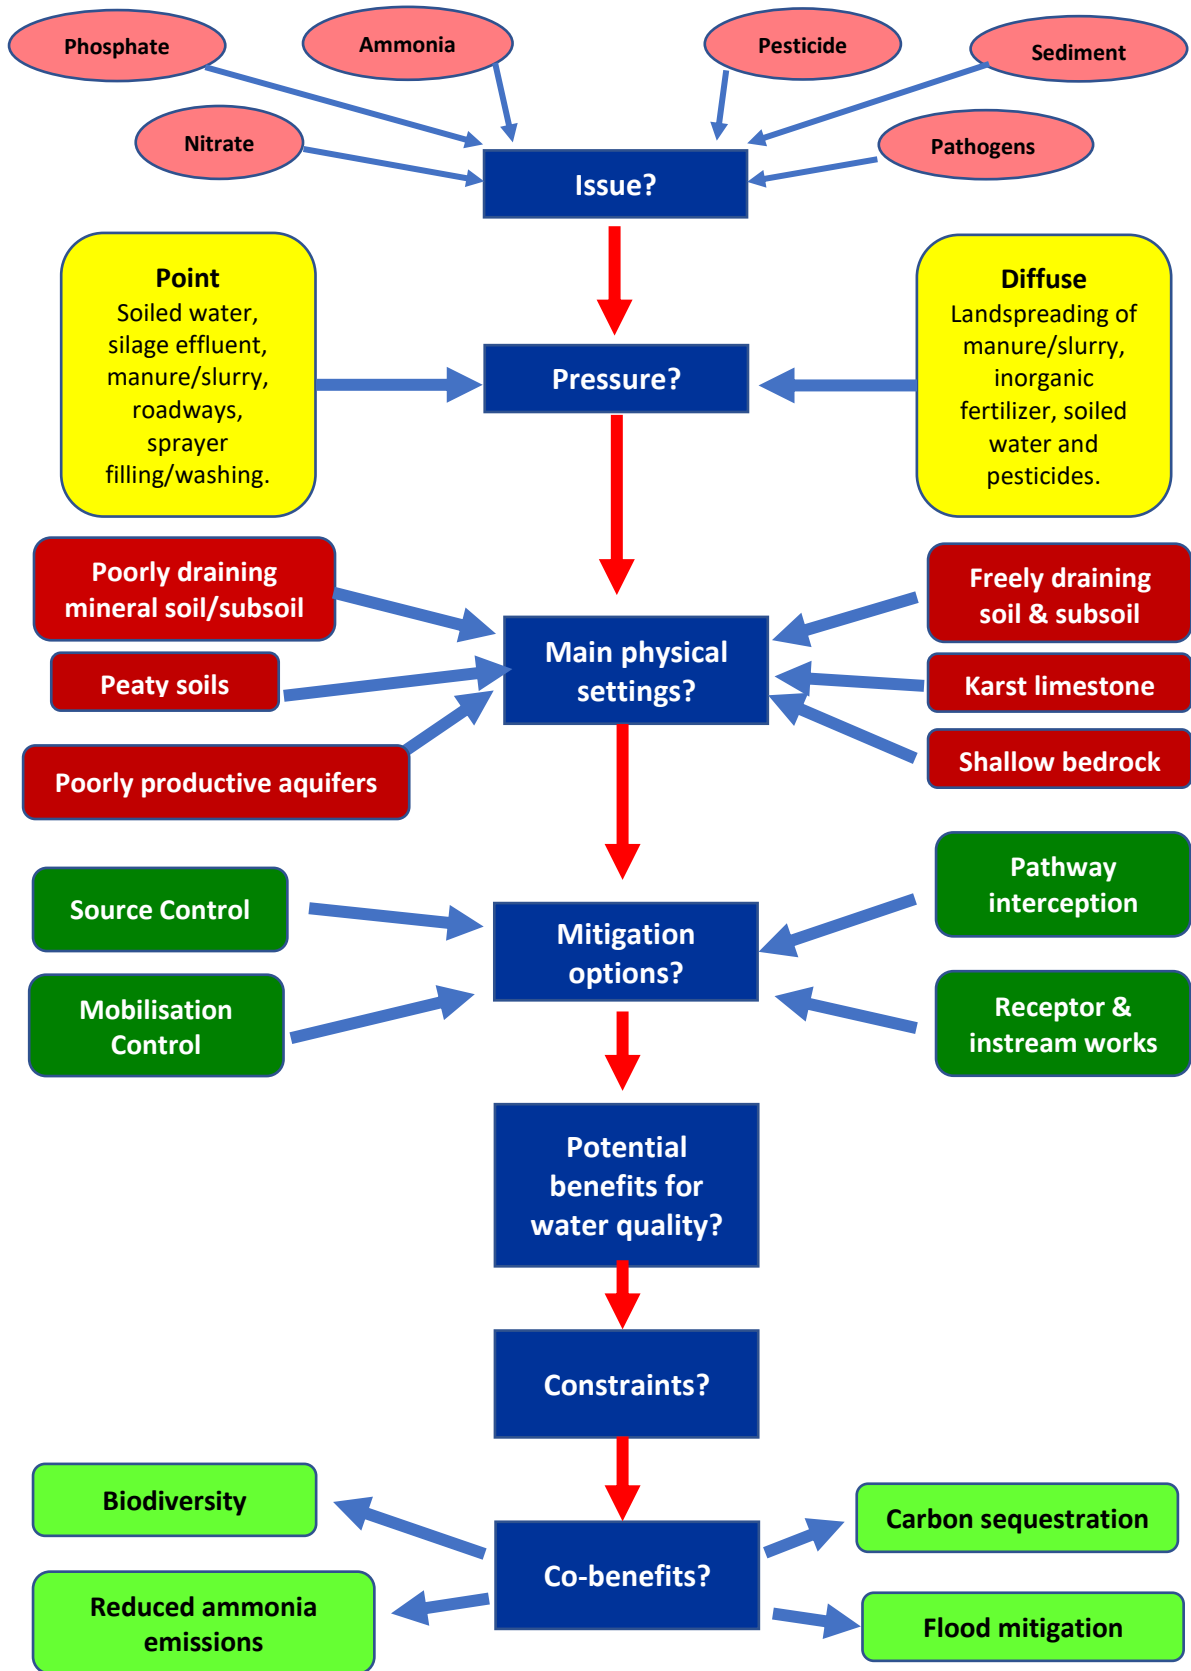 Phosphate
Ammonia
Pesticide
Sediment
Nitrate
Pathogens
Issue?
Point
Soiled water,
silage effluent,
manure/slurry,
roadways,
sprayer
filling/washing.
Pressure?
Diffuse
Landspreading of
manure/slurry,
inorganic
fertilizer, soiled
water and
pesticides.
Poorly draining
mineral soil/subsoil
Peaty soils
Poorly productive aquifers
Main physical
settings?
Freely draining
soil & subsoil
Karst limestone
Shallow bedrock
Source Control
Mobilisation
Control
Mitigation
options?
Pathway
interception
Receptor &
instream works
Potential
benefits for
water quality?
Constraints?
Biodiversity
Reduced ammonia
emissions
Co-benefits?
Carbon sequestration
Flood mitigation